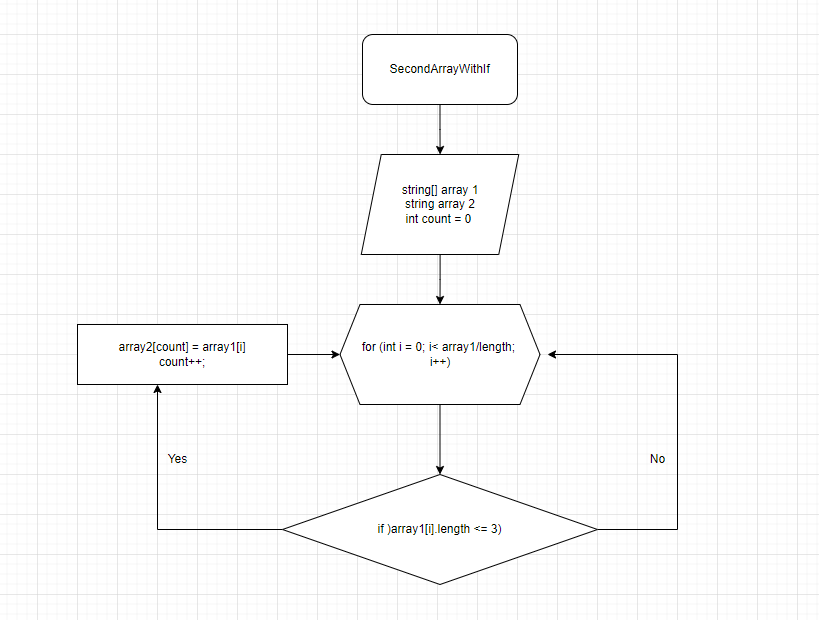 SecondArrayWithIf
string[] array 1
string array 2
int count = 0
array2[count] = array1[i]
count++;
for (int i = 0; i< array1/length;
i++)
Yes
No
if )array1[i].length <= 3)